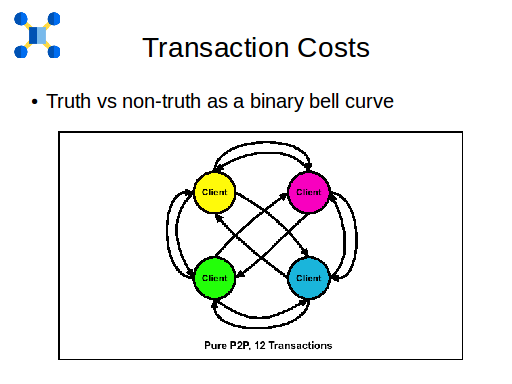 Transaction Costs
• Truth vs non-truth as a binary bell curve
Client
Client
Client
Client
Pure P2P, 12 Transactions